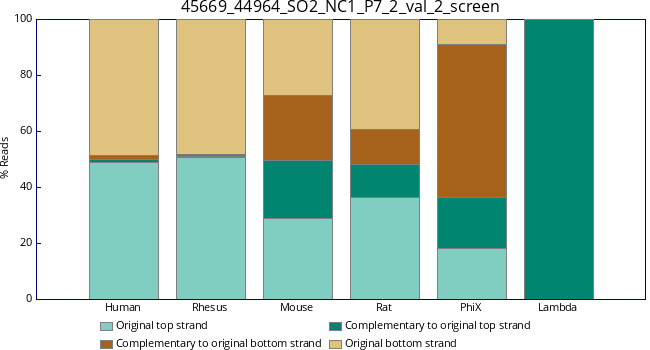 45669_44964_SO2_NC1_P7_2_val_2_screen
% Reads
100
80
60
40
20
0
Human Rhesus Mouse Rat PhiX Lambda
Original top strand Complementary to original top strand
Complementary to original bottom strand Original bottom strand